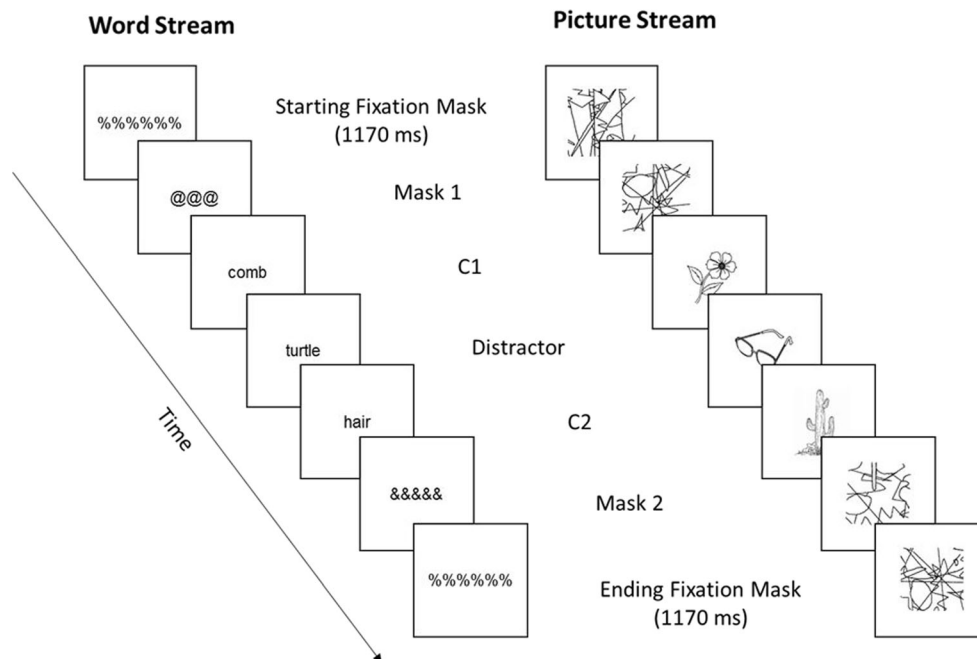 Word Stream
Picture Stream
%%%%%%
Starting Fixation Mask
(1170 ms)
@@@
Mask 1
comb
C1
turtle
Distractor
hair
C2
Time
&&&&&
Mask 2
%%%%%%
Ending Fixation Mask
(1170 ms)